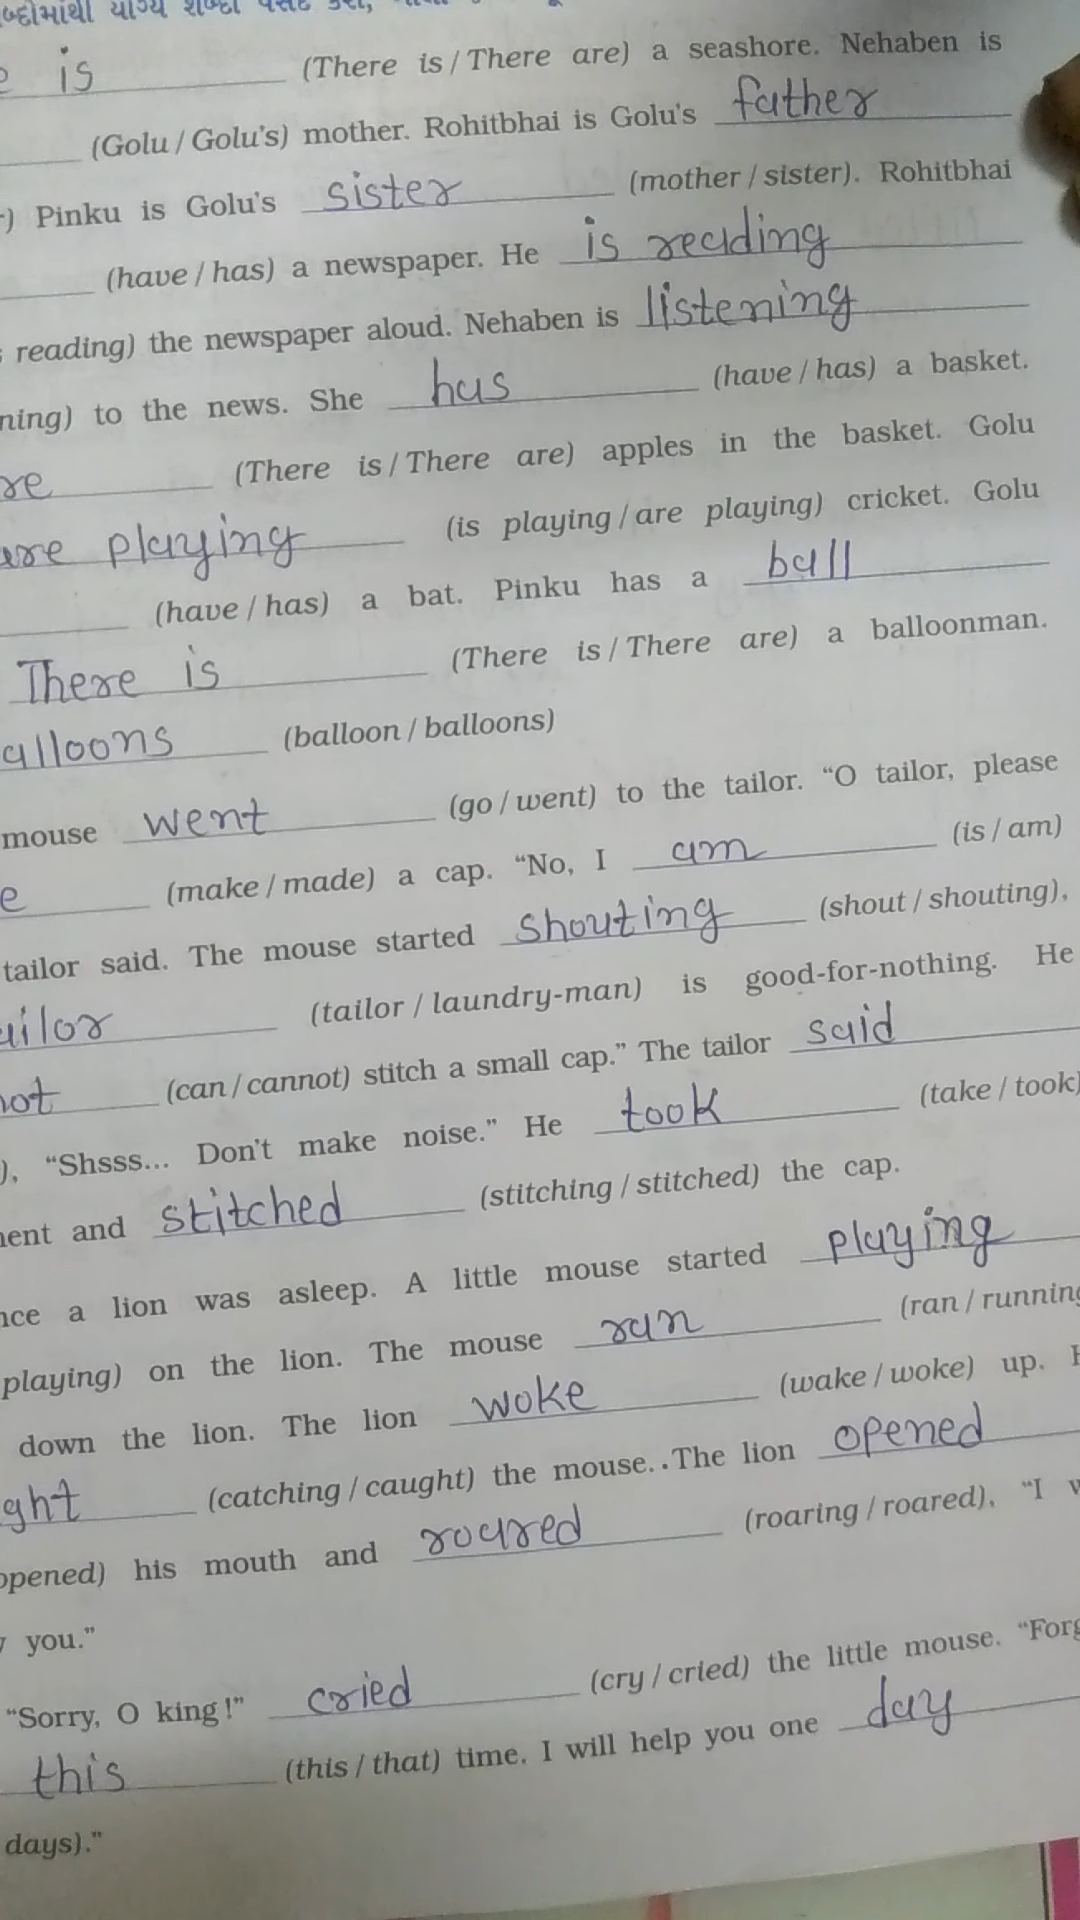 યોગ્ય શબ્દો પસંદ કરી,
is (There is / There are) a seashore. Nehaben is
(Golu / Golu's) mother. Rohitbhai is Golu's father
) Pinku is Golu's sister (mother / sister). Rohitbhai
(have / has) a newspaper. He is reading
reading) the newspaper aloud. Nehaben is listening
ning) to the news. She has (have / has) a basket.
re (There is / There are) apples in the basket. Golu
are playing (is playing / are playing) cricket. Golu
(have / has) a bat. Pinku has a ball
There is (There is / There are) a balloonman.
alloons (balloon / balloons)
mouse went (go / went) to the tailor. "O tailor, please
e (make / made) a cap. "No, I am (is / am)
tailor said. The mouse started shouting (shout / shouting),
ailor (tailor / laundry-man) is good-for-nothing. He
not (can / cannot) stitch a small cap." The tailor said
), "Shsss... Don't make noise." He took (take / took)
ment and stitched (stitching / stitched) the cap.
nce a lion was asleep. A little mouse started playing
playing) on the lion. The mouse ran (ran / running
down the lion. The lion woke (wake / woke) up. H
ght (catching / caught) the mouse. . The lion opened
opened) his mouth and roared (roaring / roared), "I w
y you."
"Sorry, O king !" cried (cry / cried) the little mouse. "Forg
this (this / that) time. I will help you one day
days)."